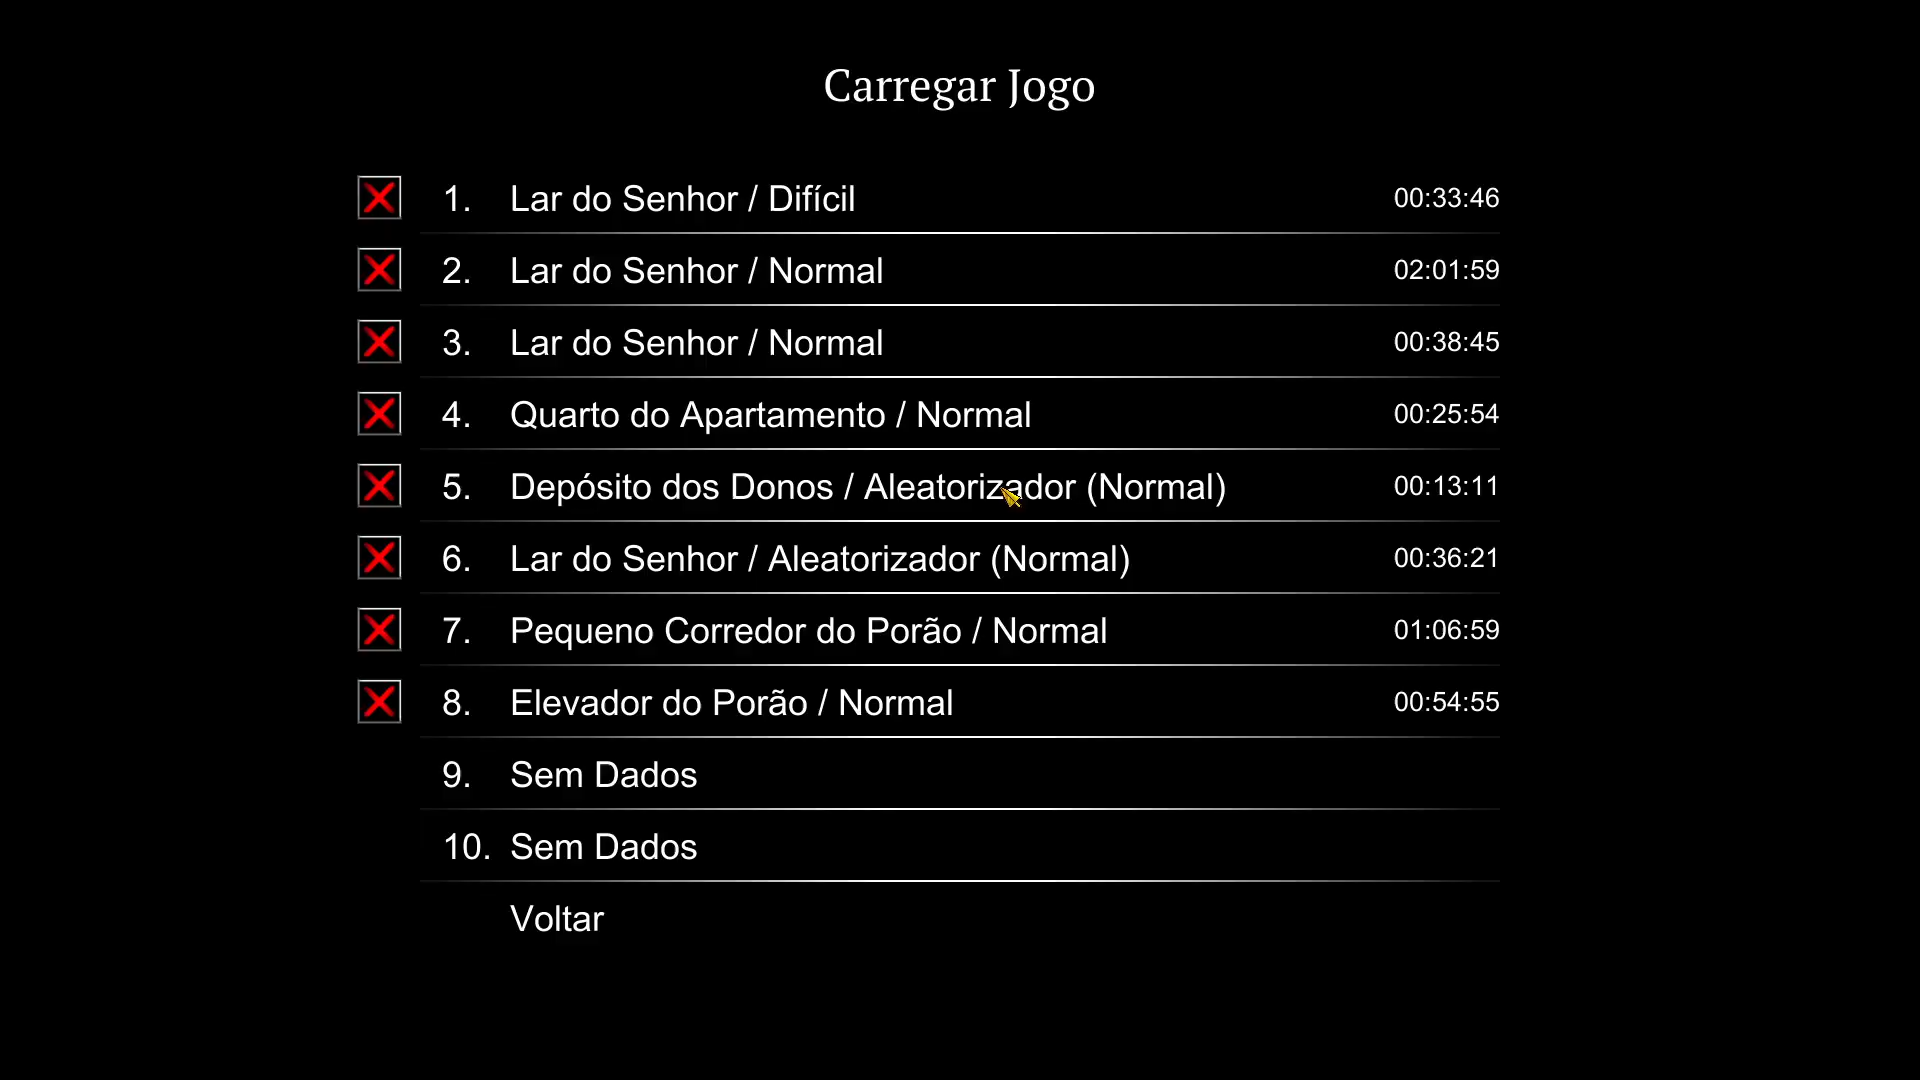 Carregar Jogo
1. Lar do Senhor / Difícil 00:33:46
2. Lar do Senhor / Normal 02:01:59
3. Lar do Senhor / Normal 00:38:45
4. Quarto do Apartamento / Normal 00:25:54
5. Depósito dos Donos / Aleatorizador (Normal) 00:13:11
6. Lar do Senhor / Aleatorizador (Normal) 00:36:21
7. Pequeno Corredor do Porão / Normal 01:06:59
8. Elevador do Porão / Normal 00:54:55
9. Sem Dados
10. Sem Dados
Voltar